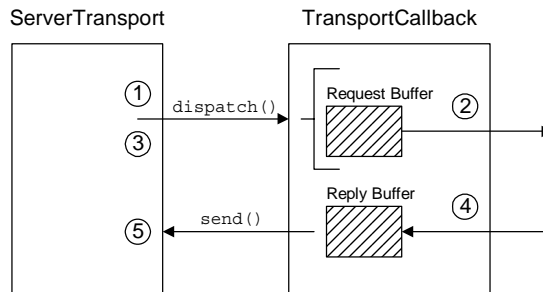 ServerTransport
TransportCallback
①
dispatch()
③
Request Buffer
②
Reply Buffer
④
send()
⑤